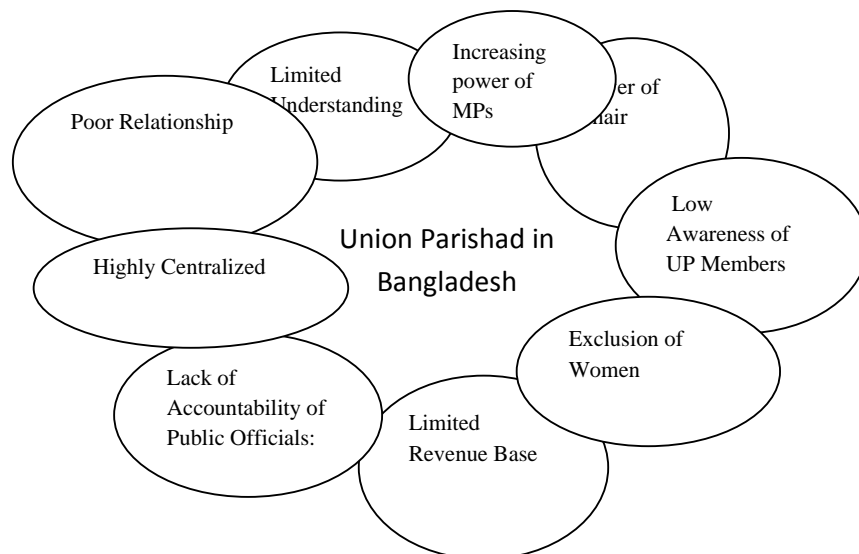 Increasing
power of
MPs
Limited
Understanding
Poor Relationship
of
Low
Awareness of
UP Members
Union Parishad in
Bangladesh
Highly Centralized
Exclusion of
Women
Lack of
Accountability of
Public Officials:
Limited
Revenue Base